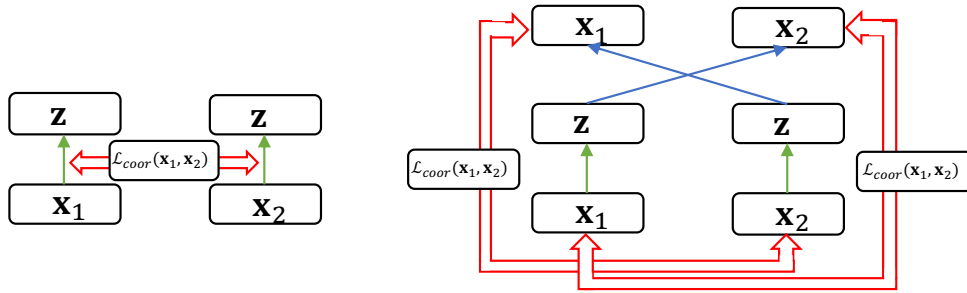 z z
ℒ_coor(x₁, x₂)
x₁ x₂
x₁ x₂
z z
ℒ_coor(x₁, x₂) ℒ_coor(x₁, x₂)
x₁ x₂